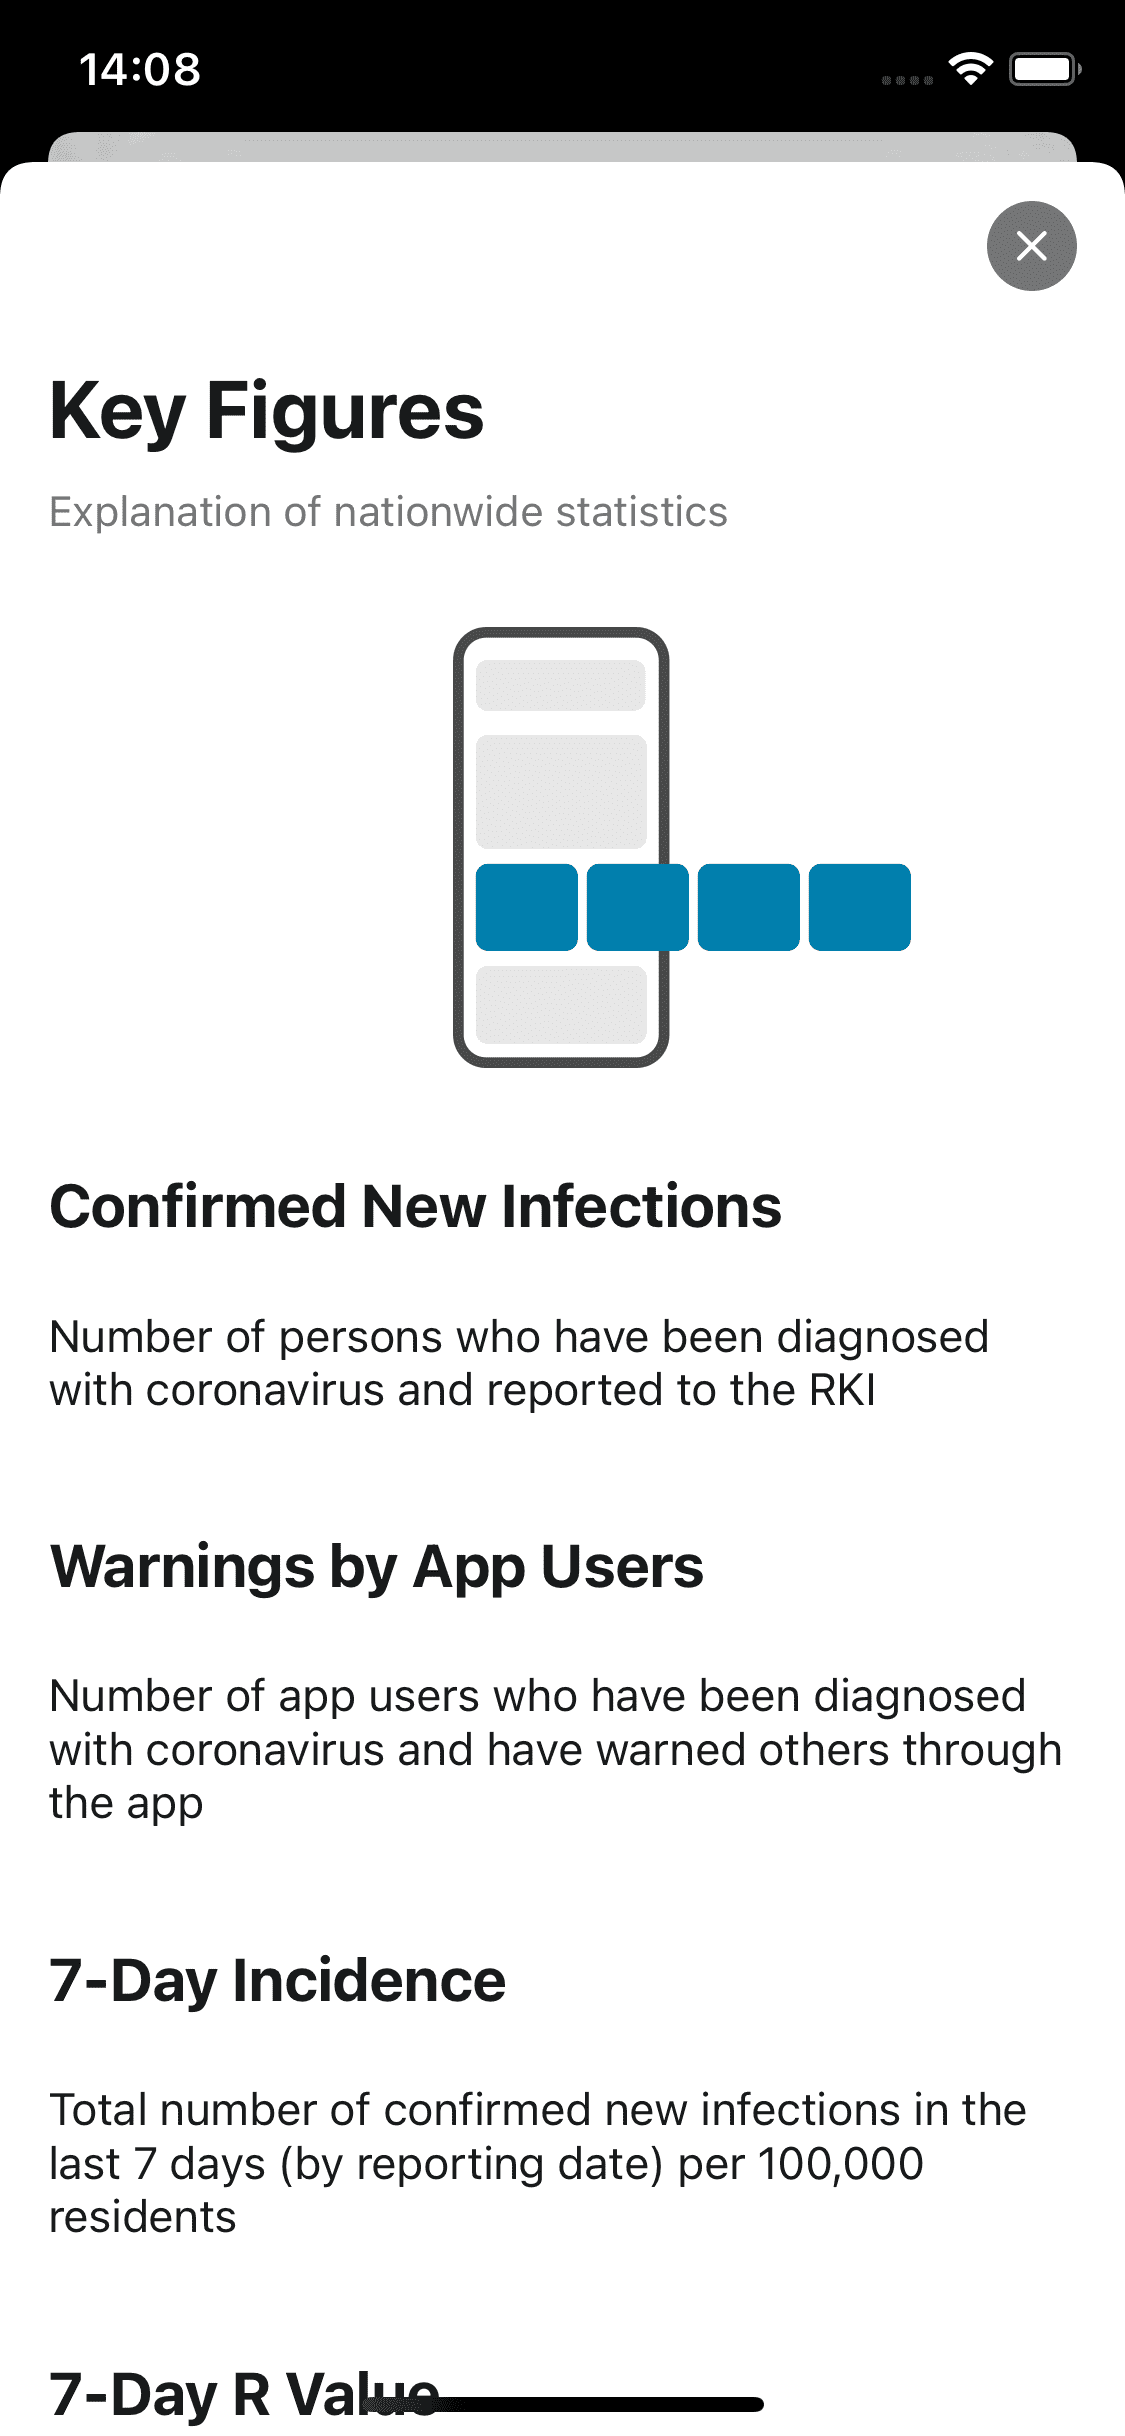 14:08
Key Figures
Explanation of nationwide statistics
Confirmed New Infections
Number of persons who have been diagnosed
with coronavirus and reported to the RKI
Warnings by App Users
Number of app users who have been diagnosed
with coronavirus and have warned others through
the app
7-Day Incidence
Total number of confirmed new infections in the
last 7 days (by reporting date) per 100,000
residents
7-Day R Value